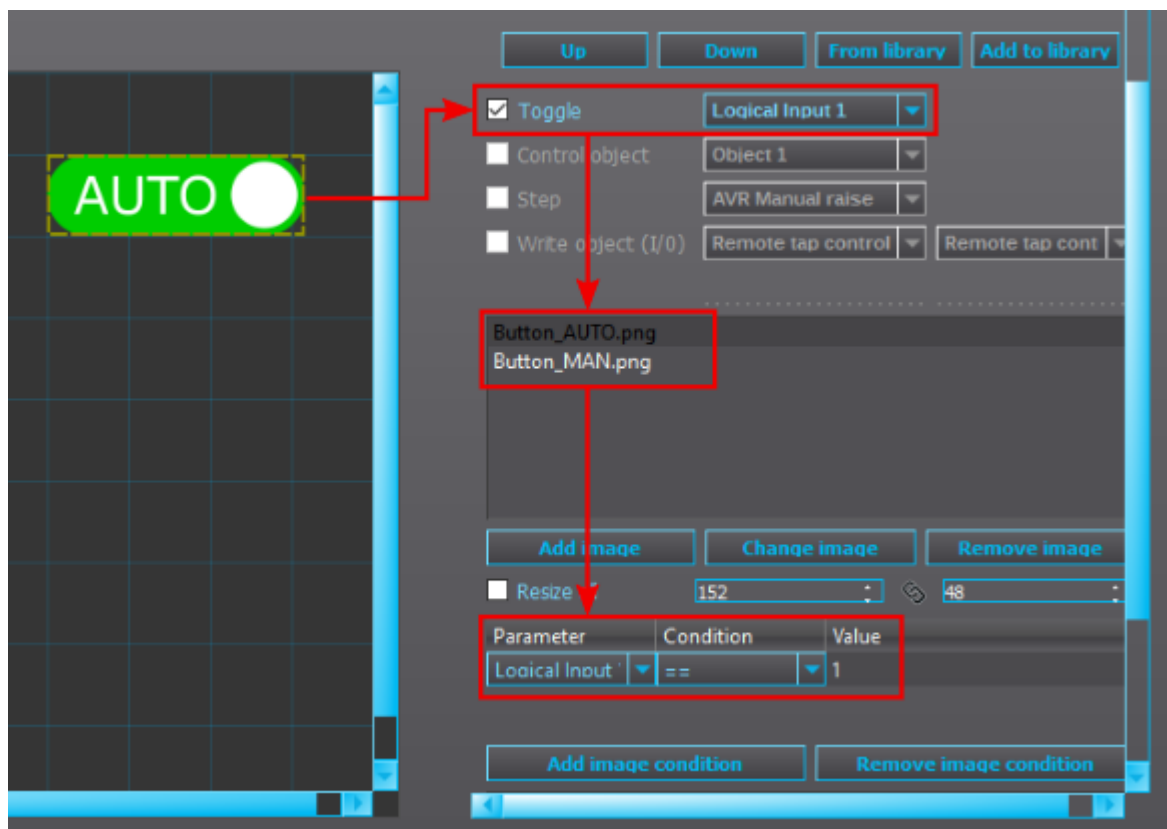 Up Down From library Add to library
Toggle Logical Input 1
AUTO
Control object Object 1
Step AVR Manual raise
Write object (I/0) Remote tap control Remote tap cont
Button_AUTO.png
Button_MAN.png
Add image Change image Remove image
Resize 152 48
Parameter Condition Value
Logical Input == 1
Add image condition Remove image condition